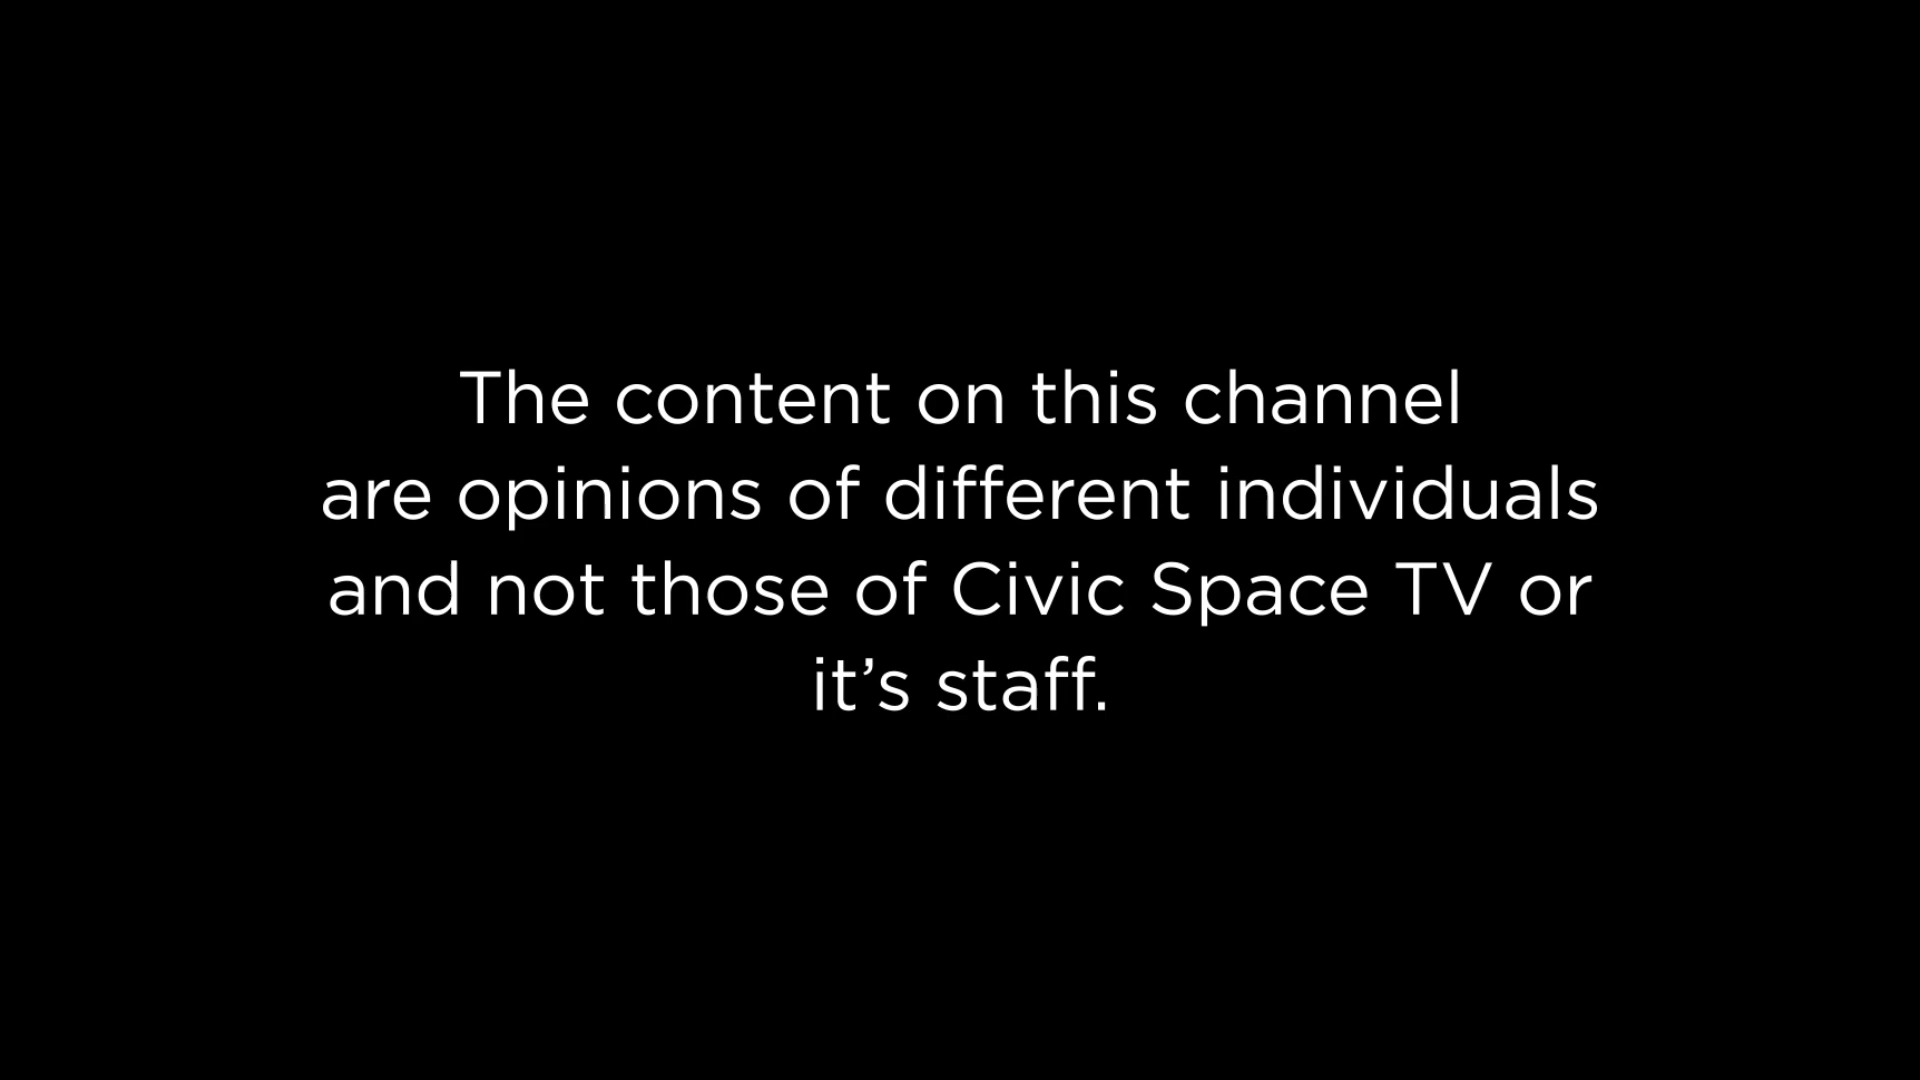 The content on this channel
are opinions of different individuals
and not those of Civic Space TV or
it’s staff.